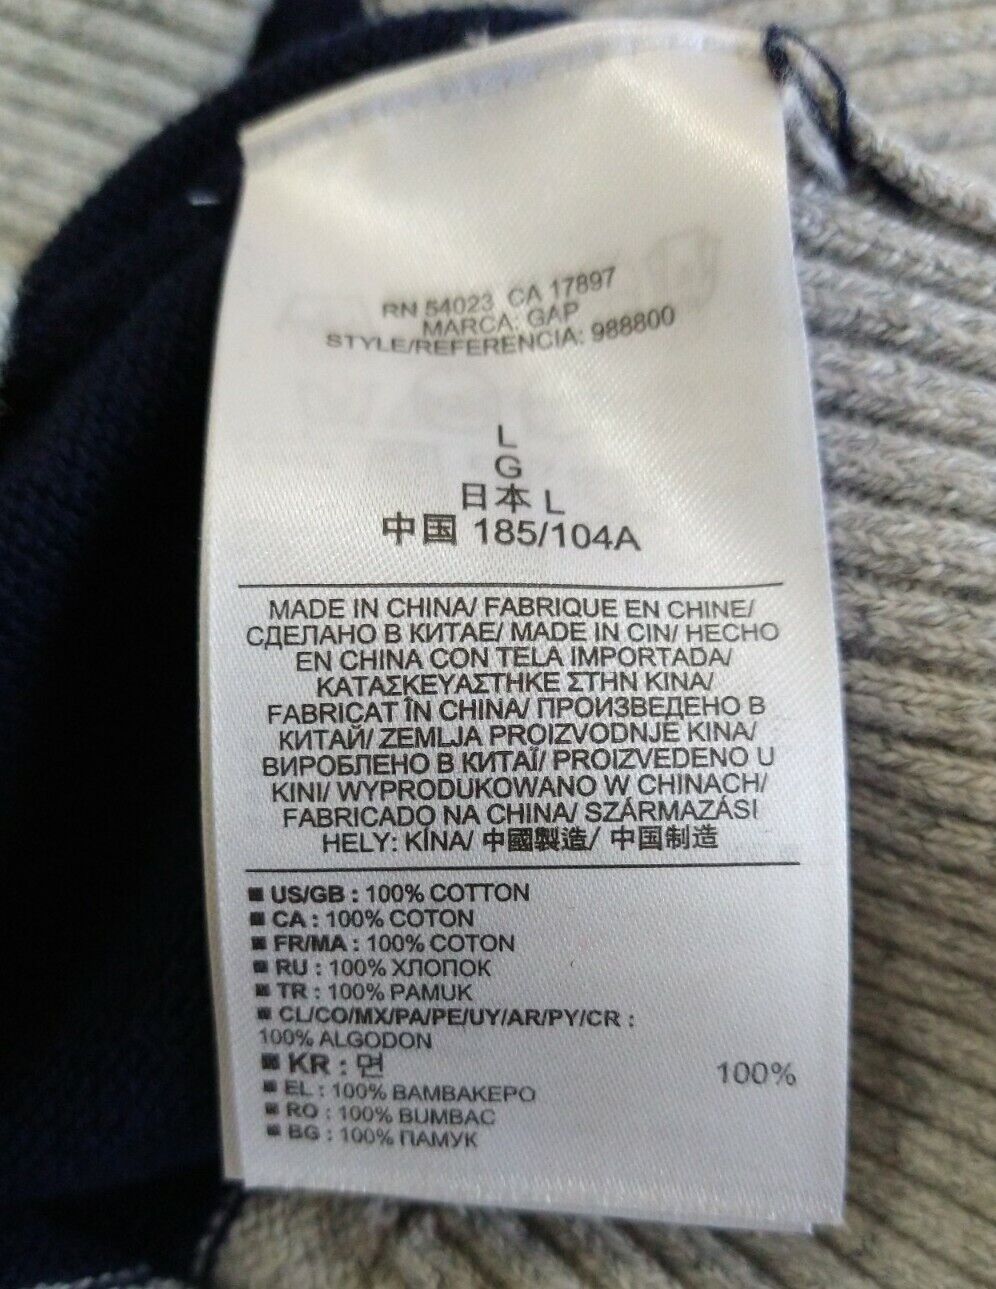 RN 54023 CA 17897
MARCA: GAP
STYLE/REFERENCIA: 988800
L
G
日本 L
中国 185/104A
MADE IN CHINA/ FABRIQUE EN CHINE/
СДЕЛАНО В КИТАЕ/ MADE IN CIN/ HECHO
EN CHINA CON TELA IMPORTADA/
ΚΑΤΑΣΚΕΥΑΣΤΗΚΕ ΣΤΗΝ ΚΙΝΑ/
FABRICAT ÎN CHINA/ ПРОИЗВЕДЕНО В
КИТАЙ/ ZEMLJA PROIZVODNJE KINA/
ВИРОБЛЕНО В КИТАЇ/ PROIZVEDENO U
KINI/ WYPRODUKOWANO W CHINACH/
FABRICADO NA CHINA/ SZÁRMAZÁSI
HELY: KÍNA/ 中國製造/ 中国制造
■ US/GB : 100% COTTON
■ CA : 100% COTON
■ FR/MA : 100% COTON
■ RU : 100% ХЛОПОК
■ TR : 100% PAMUK
■ CL/CO/MX/PA/PE/UY/AR/PY/CR :
100% ALGODON
■ KR : 면 100%
■ EL : 100% ΒΑΜΒΑΚΕΡΟ
■ RO : 100% BUMBAC
■ BG : 100% ПАМУК